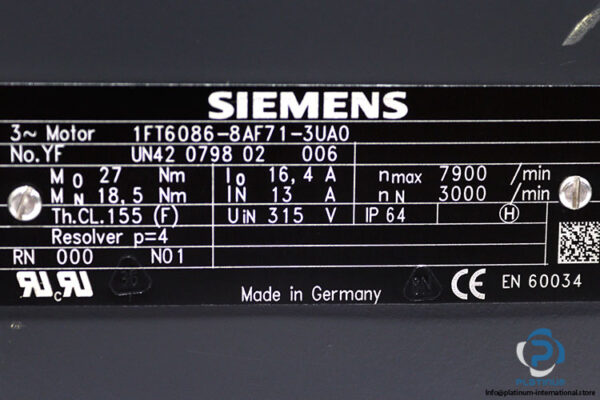 SIEMENS
3~ Motor 1FT6086-8AF71-3UA0
No.YF UN42 0798 02 006
M0 27 Nm I0 16,4 A nmax 7900 /min
MN 18,5 Nm IN 13 A nN 3000 /min
Th.CL.155 (F) UiN 315 V IP 64 H
Resolver p=4
RN 000 N01
Made in Germany CE EN 60034
PLATINUM
info@platinum-international.store